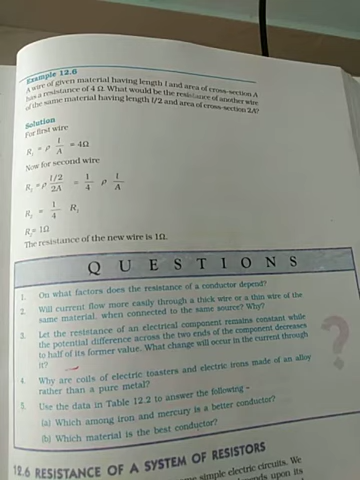 Example 12.6
A wire of given material having length l and area of cross-section A
has a resistance of 4 Ω. What would be the resistance of another wire
of the same material having length l/2 and area of cross-section 2A?
Solution
For first wire
R₁ = ρ l/A = 4Ω
Now for second wire
R₂ = ρ (l/2)/2A = 1/4 ρ l/A
R₂ = 1/4 R₁
R₂ = 1Ω
The resistance of the new wire is 1Ω.
QUESTIONS
1. On what factors does the resistance of a conductor depend?
2. Will current flow more easily through a thick wire or a thin wire of the
same material, when connected to the same source? Why?
3. Let the resistance of an electrical component remains constant while
the potential difference across the two ends of the component decreases
to half of its former value. What change will occur in the current through
it?
4. Why are coils of electric toasters and electric irons made of an alloy
rather than a pure metal?
5. Use the data in Table 12.2 to answer the following –
(a) Which among iron and mercury is a better conductor?
(b) Which material is the best conductor?
?
12.6 RESISTANCE OF A SYSTEM OF RESISTORS
simple electric circuits. We
upon its